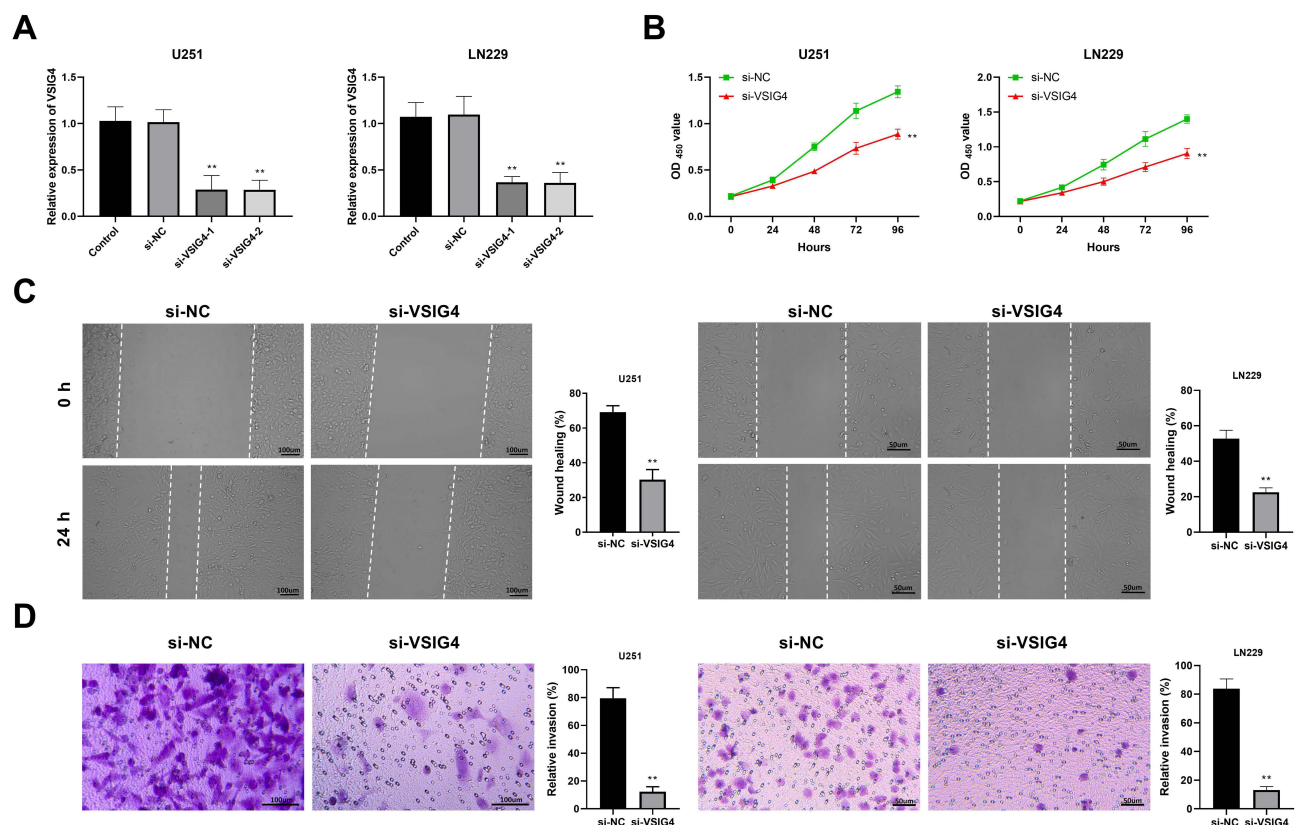 A
U251
Relative expression of VSIG4
1.5
1.0
0.5
0.0
**
**
Control
si-NC
si-VSIG4-1
si-VSIG4-2
LN229
Relative expression of VSIG4
1.5
1.0
0.5
0.0
**
**
Control
si-NC
si-VSIG4-1
si-VSIG4-2
B
U251
OD 450 value
1.5
1.0
0.5
0.0
si-NC
si-VSIG4
**
0 24 48 72 96
Hours
LN229
OD 450 value
2.0
1.5
1.0
0.5
0.0
si-NC
si-VSIG4
**
0 24 48 72 96
Hours
C
si-NC si-VSIG4
0 h
100um
100um
24 h
100um
100um
U251
Wound healing (%)
80
60
40
20
0
**
si-NC si-VSIG4
si-NC si-VSIG4
50um
50um
50um
50um
LN229
Wound healing (%)
80
60
40
20
0
**
si-NC si-VSIG4
D
si-NC si-VSIG4
100um
100um
U251
Relative invasion (%)
100
80
60
40
20
0
**
si-NC si-VSIG4
si-NC si-VSIG4
50um
50um
LN229
Relative invasion (%)
100
80
60
40
20
0
**
si-NC si-VSIG4